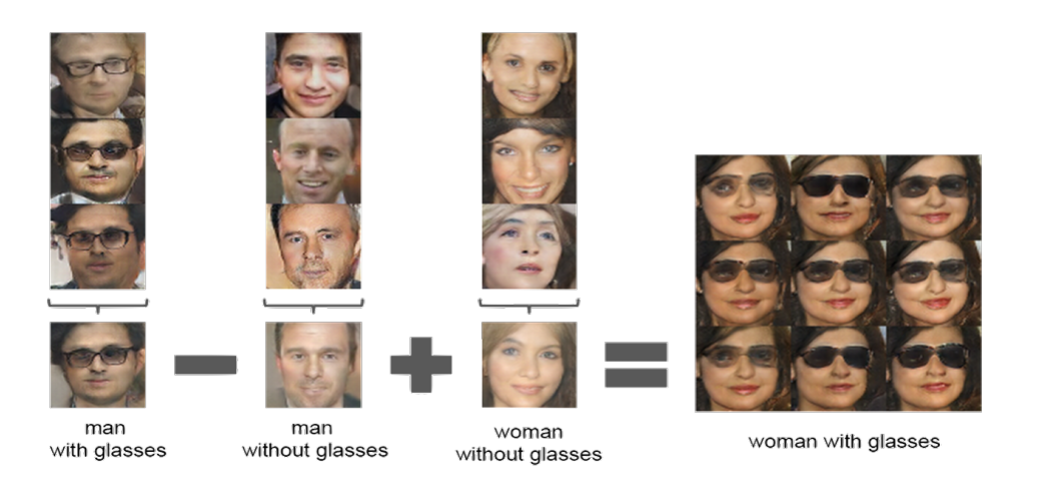 man
with glasses
man
without glasses
woman
without glasses
woman with glasses